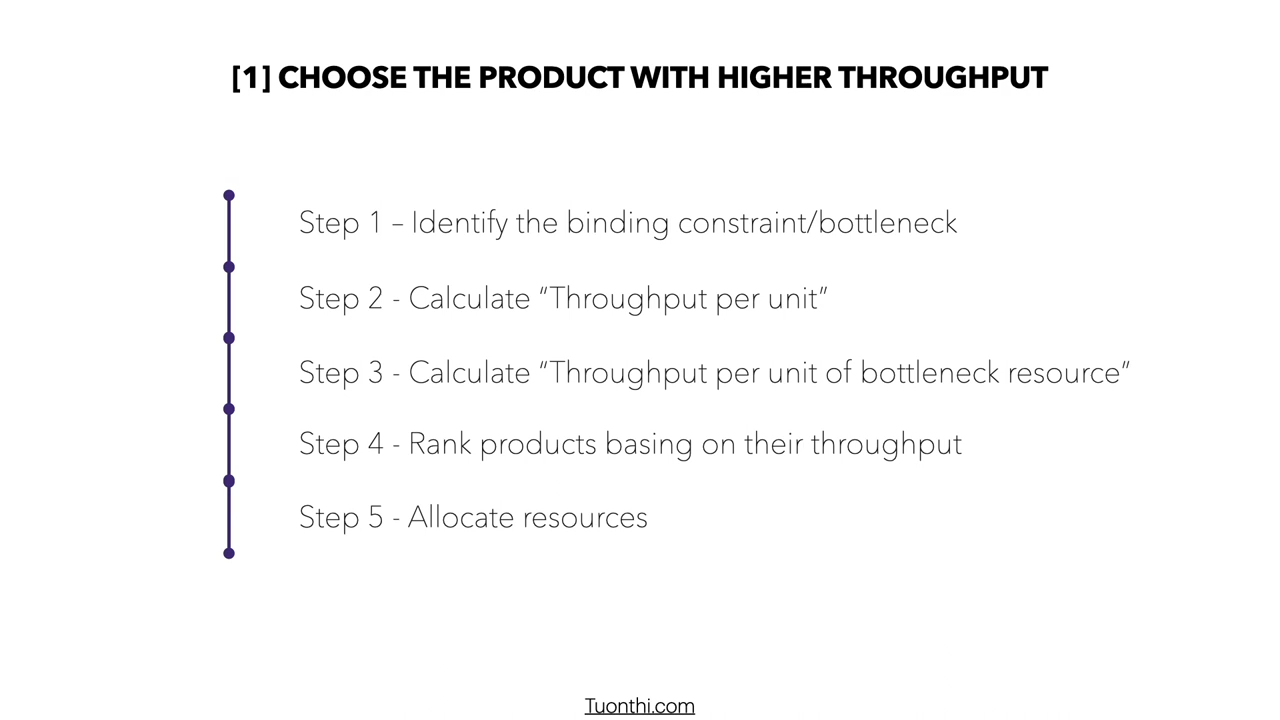 [1] CHOOSE THE PRODUCT WITH HIGHER THROUGHPUT
Step 1 – Identify the binding constraint/bottleneck
Step 2 - Calculate “Throughput per unit”
Step 3 - Calculate “Throughput per unit of bottleneck resource”
Step 4 - Rank products basing on their throughput
Step 5 - Allocate resources
Tuonthi.com